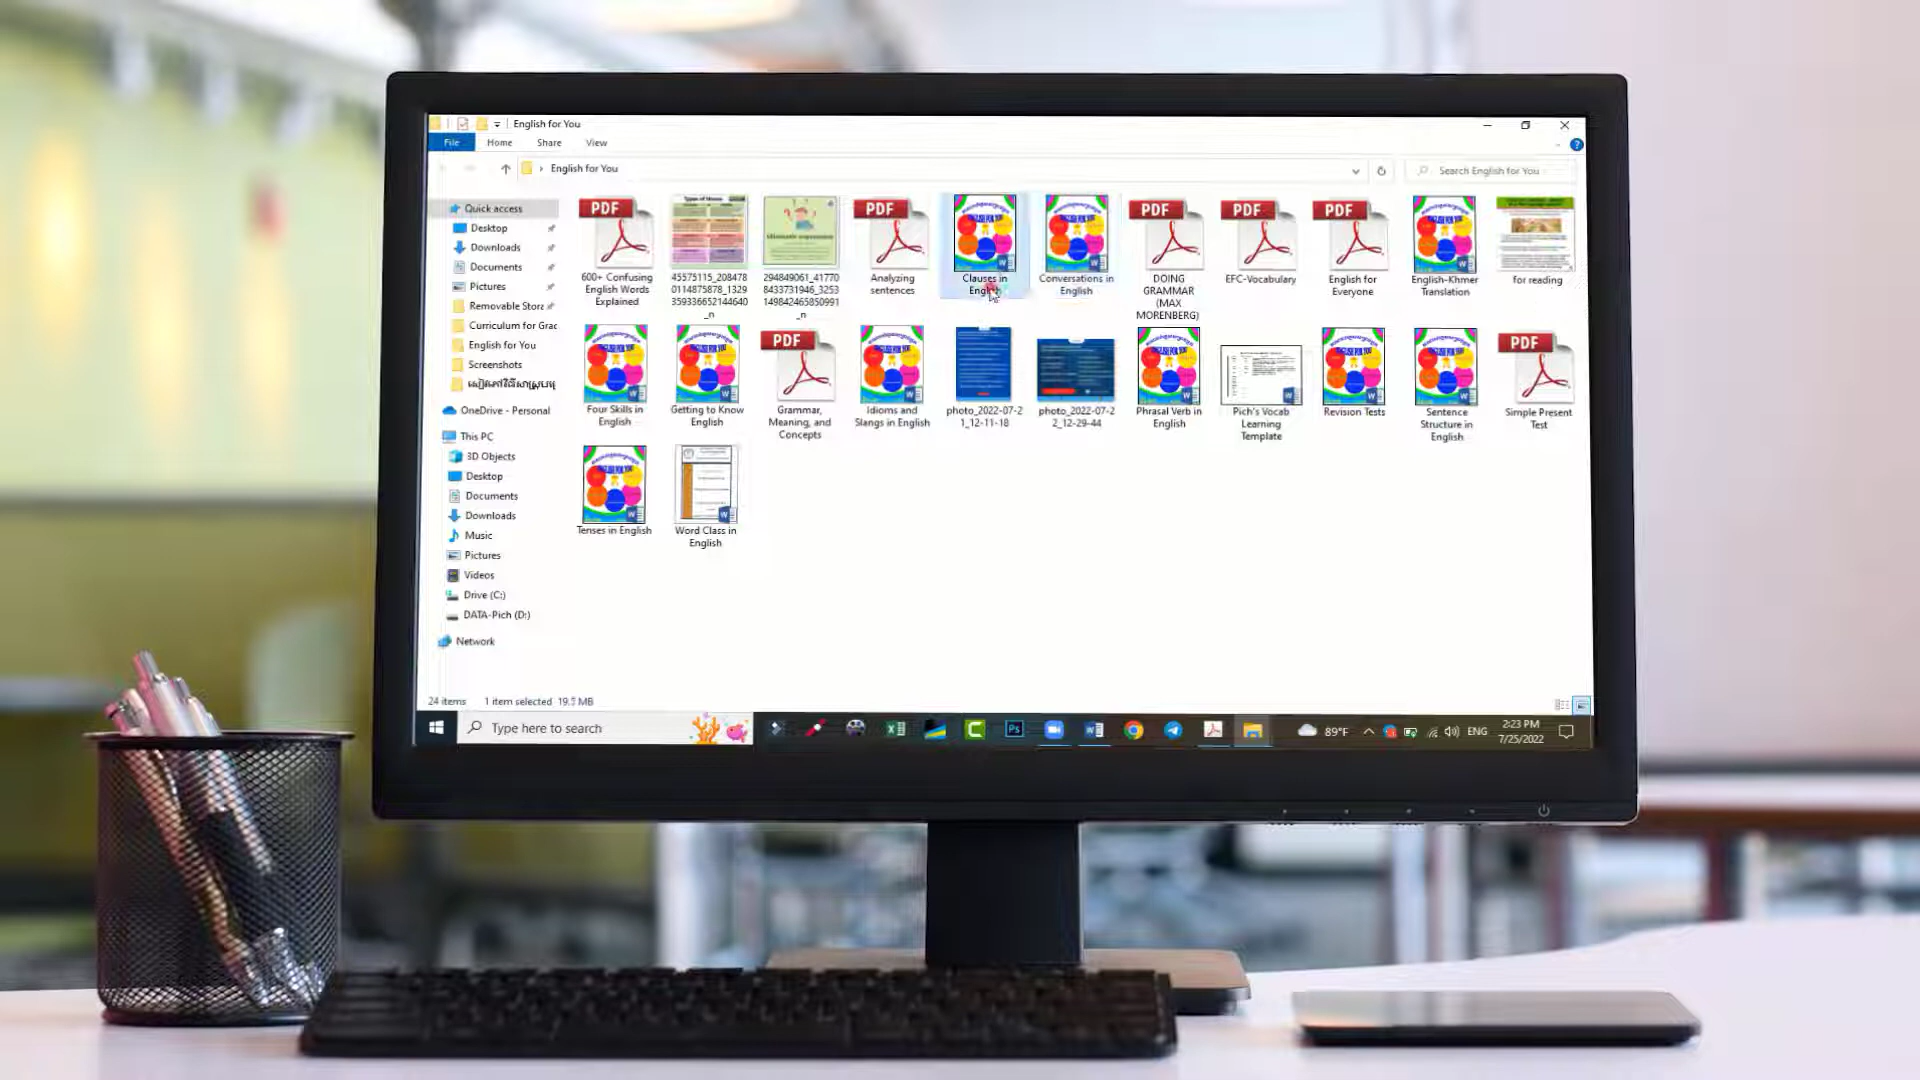 English for You
File Home Share View
English for You
Search English for You
Quick access
Desktop
Downloads
Documents
Pictures
Removable Stora
Curriculum for Grac
English for You
Screenshots
OneDrive - Personal
This PC
3D Objects
Desktop
Documents
Downloads
Music
Pictures
Videos
Drive (C:)
DATA-Pich (D:)
Network
PDF
600+ Confusing
English Words
Explained
45575115_208478
0114875878_1329
359336652144640
_n
294849061_41770
8433731946_3253
149842465850991
_n
PDF
Analyzing
sentences
Clauses in
English
Conversations in
English
PDF
DOING
GRAMMAR
(MAX
MORENBERG)
PDF
EFC-Vocabulary
PDF
English for
Everyone
English-Khmer
Translation
for reading
Four Skills in
English
Getting to Know
English
PDF
Grammar,
Meaning, and
Concepts
Idioms and
Slangs in English
photo_2022-07-2
1_12-11-18
photo_2022-07-2
2_12-29-44
Phrasal Verb in
English
Pich's Vocab
Learning
Template
Revision Tests
Sentence
Structure in
English
PDF
Simple Present
Test
Tenses in English
Word Class in
English
24 items 1 item selected 19.5 MB
Type here to search
89°F
ENG
2:23 PM
7/25/2022